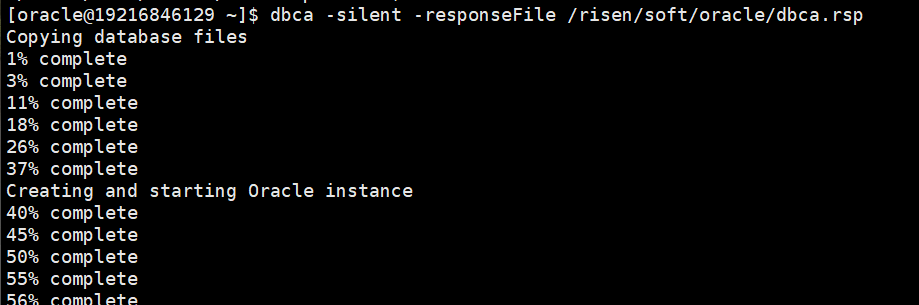 [oracle@19216846129 ~]$ dbca -silent -responseFile /risen/soft/oracle/dbca.rsp
Copying database files
1% complete
3% complete
11% complete
18% complete
26% complete
37% complete
Creating and starting Oracle instance
40% complete
45% complete
50% complete
55% complete
56% complete